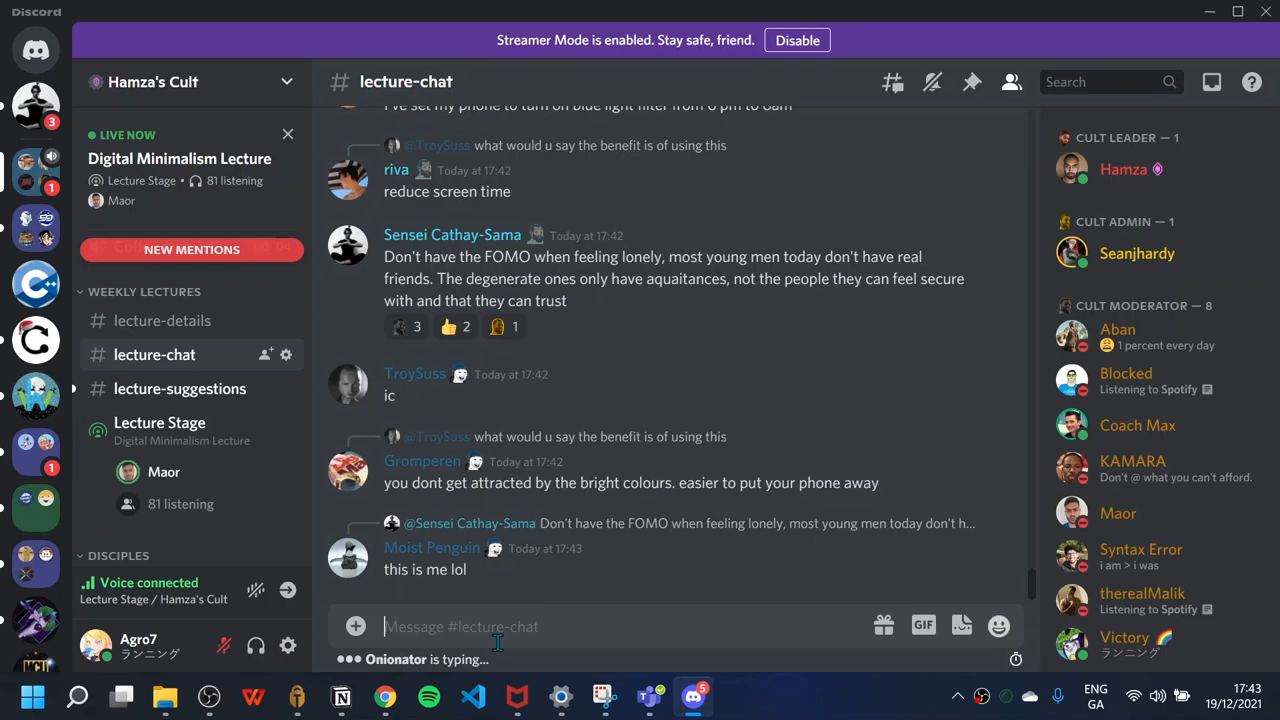 Discord
Streamer Mode is enabled. Stay safe, friend. Disable
Hamza's Cult
LIVE NOW
Digital Minimalism Lecture
Lecture Stage • 81 listening
Maor
NEW MENTIONS
WEEKLY LECTURES
# lecture-details
# lecture-chat
# lecture-suggestions
Lecture Stage
Digital Minimalism Lecture
Maor
81 listening
DISCIPLES
Voice connected
Lecture Stage / Hamza's Cult
Agro7
ランニング
3
1
1
# lecture-chat
Search
I've set my phone to turn on blue light filter from 6 pm to 6am
@TroySuss what would u say the benefit is of using this
riva Today at 17:42
reduce screen time
Sensei Cathay-Sama Today at 17:42
Don't have the FOMO when feeling lonely, most young men today don't have real
friends. The degenerate ones only have aquaitances, not the people they can feel secure
with and that they can trust
3 2 1
TroySuss Today at 17:42
ic
@TroySuss what would u say the benefit is of using this
Gromperen Today at 17:42
you dont get attracted by the bright colours. easier to put your phone away
@Sensei Cathay-Sama Don't have the FOMO when feeling lonely, most young men today don't h...
Moist Penguin Today at 17:43
this is me lol
Message #lecture-chat
GIF
Onionator is typing...
CULT LEADER — 1
Hamza
CULT ADMIN — 1
Seanjhardy
CULT MODERATOR — 8
Aban
1 percent every day
Blocked
Listening to Spotify
Coach Max
KAMARA
Don't @ what you can't afford.
Maor
Syntax Error
i am > i was
therealMalik
Listening to Spotify
Victory
ランニング
MCU
5
ENG
GA
17:43
19/12/2021